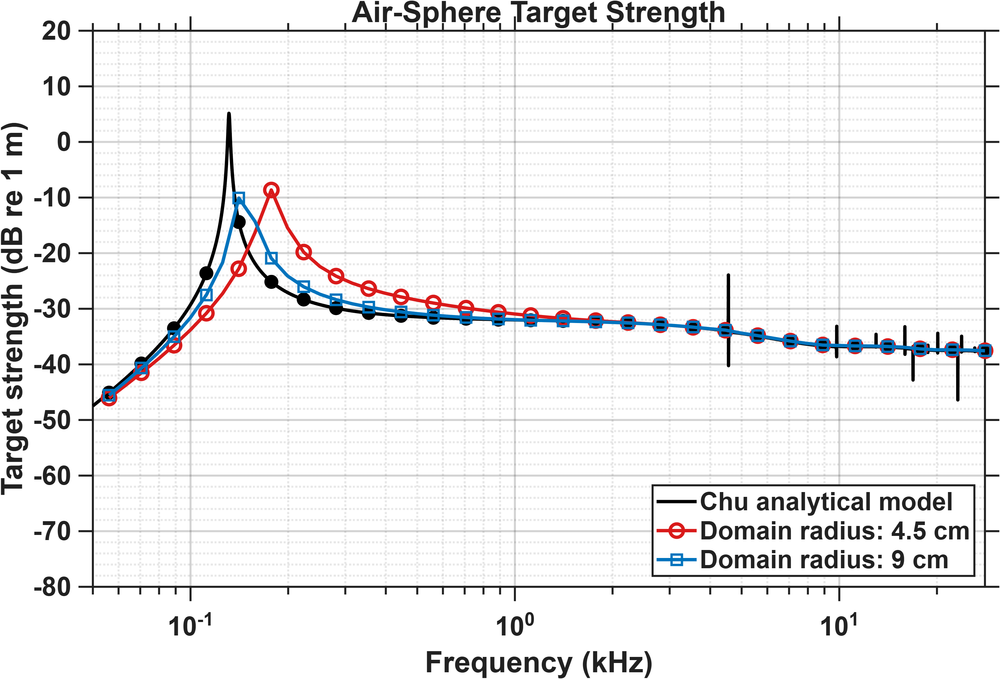 Air-Sphere Target Strength
Target strength (dB re 1 m)
20
10
0
-10
-20
-30
-40
-50
-60
-70
-80
Chu analytical model
Domain radius: 4.5 cm
Domain radius: 9 cm
10-1
100
101
Frequency (kHz)